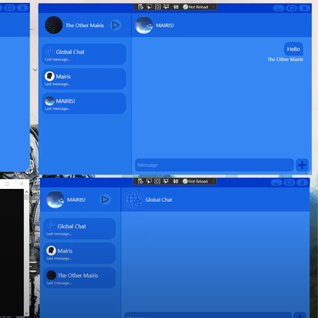 Hot Reload
The Other Mairis
MAIRIS!
Global Chat
Last message...
Mairis
Last message...
MAIRIS!
Last message...
Hello
The Other Mairis
Message
Hot Reload
MAIRIS!
Global Chat
Global Chat
Last message...
Mairis
Last message...
The Other Mairis
Last message...